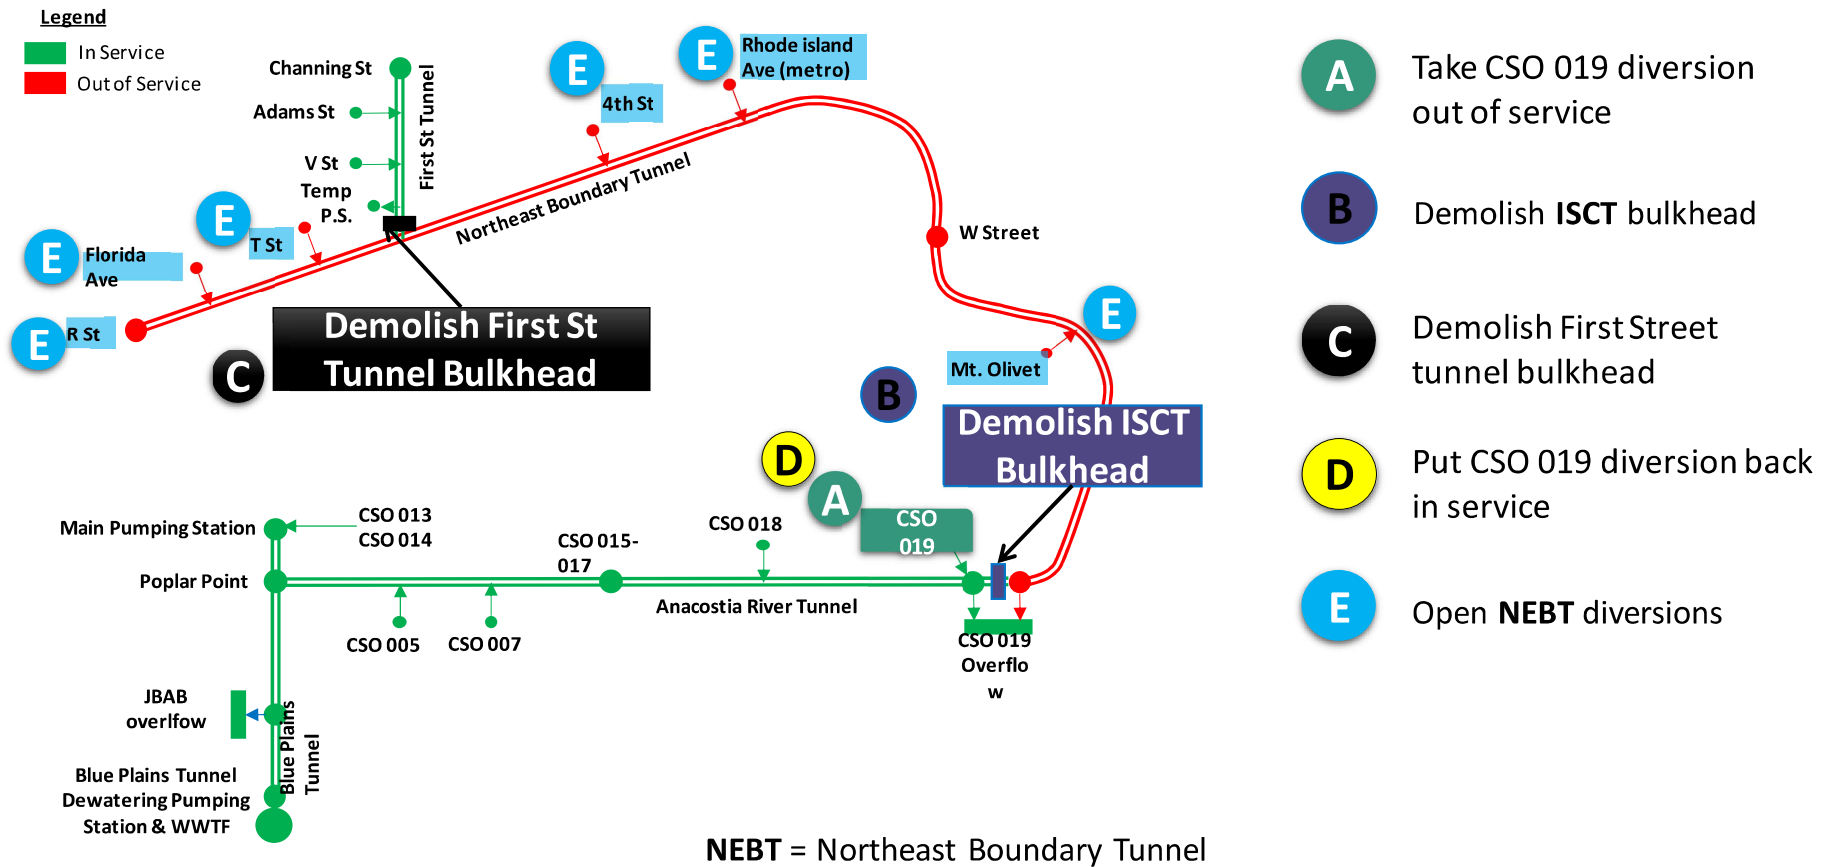 Legend
In Service
Out of Service
Channing St
Adams St
V St
Temp
P.S.
First St Tunnel
E
4th St
E
Rhode island
Ave (metro)
Northeast Boundary Tunnel
E
T St
E
Florida
Ave
E
R St
W Street
E
Mt. Olivet
C
Demolish First St
Tunnel Bulkhead
B
Demolish ISCT
Bulkhead
D
A
CSO
019
Main Pumping Station
CSO 013
CSO 014
CSO 015-
017
CSO 018
Poplar Point
Anacostia River Tunnel
CSO 005
CSO 007
CSO 019
Overflo
w
JBAB
overlfow
Blue Plains
Tunnel
Blue Plains Tunnel
Dewatering Pumping
Station & WWTF
A
Take CSO 019 diversion
out of service
B
Demolish ISCT bulkhead
C
Demolish First Street
tunnel bulkhead
D
Put CSO 019 diversion back
in service
E
Open NEBT diversions
NEBT = Northeast Boundary Tunnel